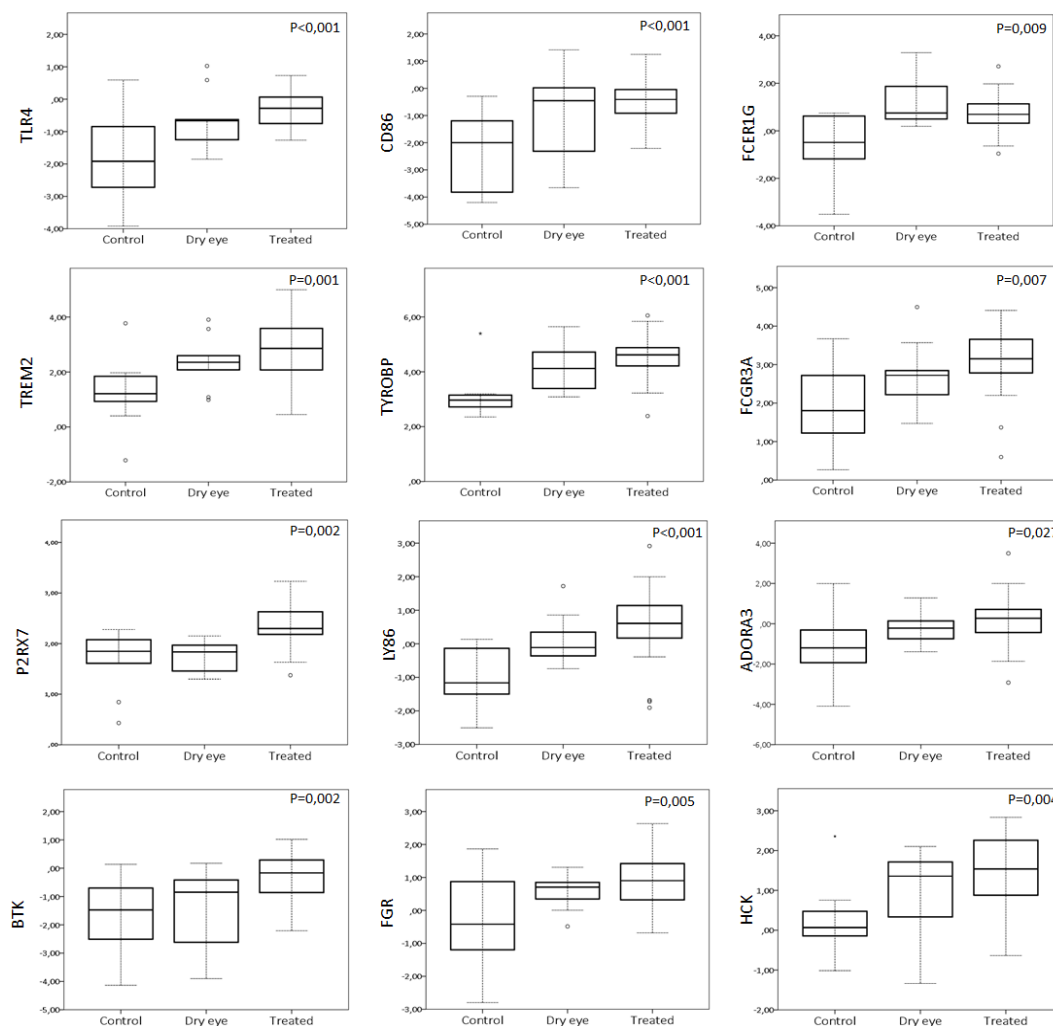 P<0,001
TLR4
2,00
1,00
,00
-1,00
-2,00
-3,00
-4,00
Control Dry eye Treated
P<0,001
CD86
2,00
1,00
,00
-1,00
-2,00
-3,00
-4,00
-5,00
Control Dry eye Treated
P=0,009
FCER1G
4,00
2,00
,00
-2,00
-4,00
Control Dry eye Treated
P=0,001
TREM2
4,00
2,00
,00
-2,00
Control Dry eye Treated
P<0,001
TYROBP
6,00
4,00
2,00
,00
Control Dry eye Treated
P=0,007
FCGR3A
5,00
4,00
3,00
2,00
1,00
,00
Control Dry eye Treated
P=0,002
P2RX7
,00
,00
,00
,00
,00
Control Dry eye Treated
P<0,001
LY86
3,00
2,00
1,00
,00
-1,00
-2,00
-3,00
Control Dry eye Treated
P=0,027
ADORA3
4,00
2,00
,00
-2,00
-4,00
-6,00
Control Dry eye Treated
P=0,002
BTK
2,00
1,00
,00
-1,00
-2,00
-3,00
-4,00
-5,00
Control Dry eye Treated
P=0,005
FGR
3,00
2,00
1,00
,00
-1,00
-2,00
-3,00
Control Dry eye Treated
P=0,004
HCK
3,00
2,00
1,00
,00
-1,00
-2,00
Control Dry eye Treated